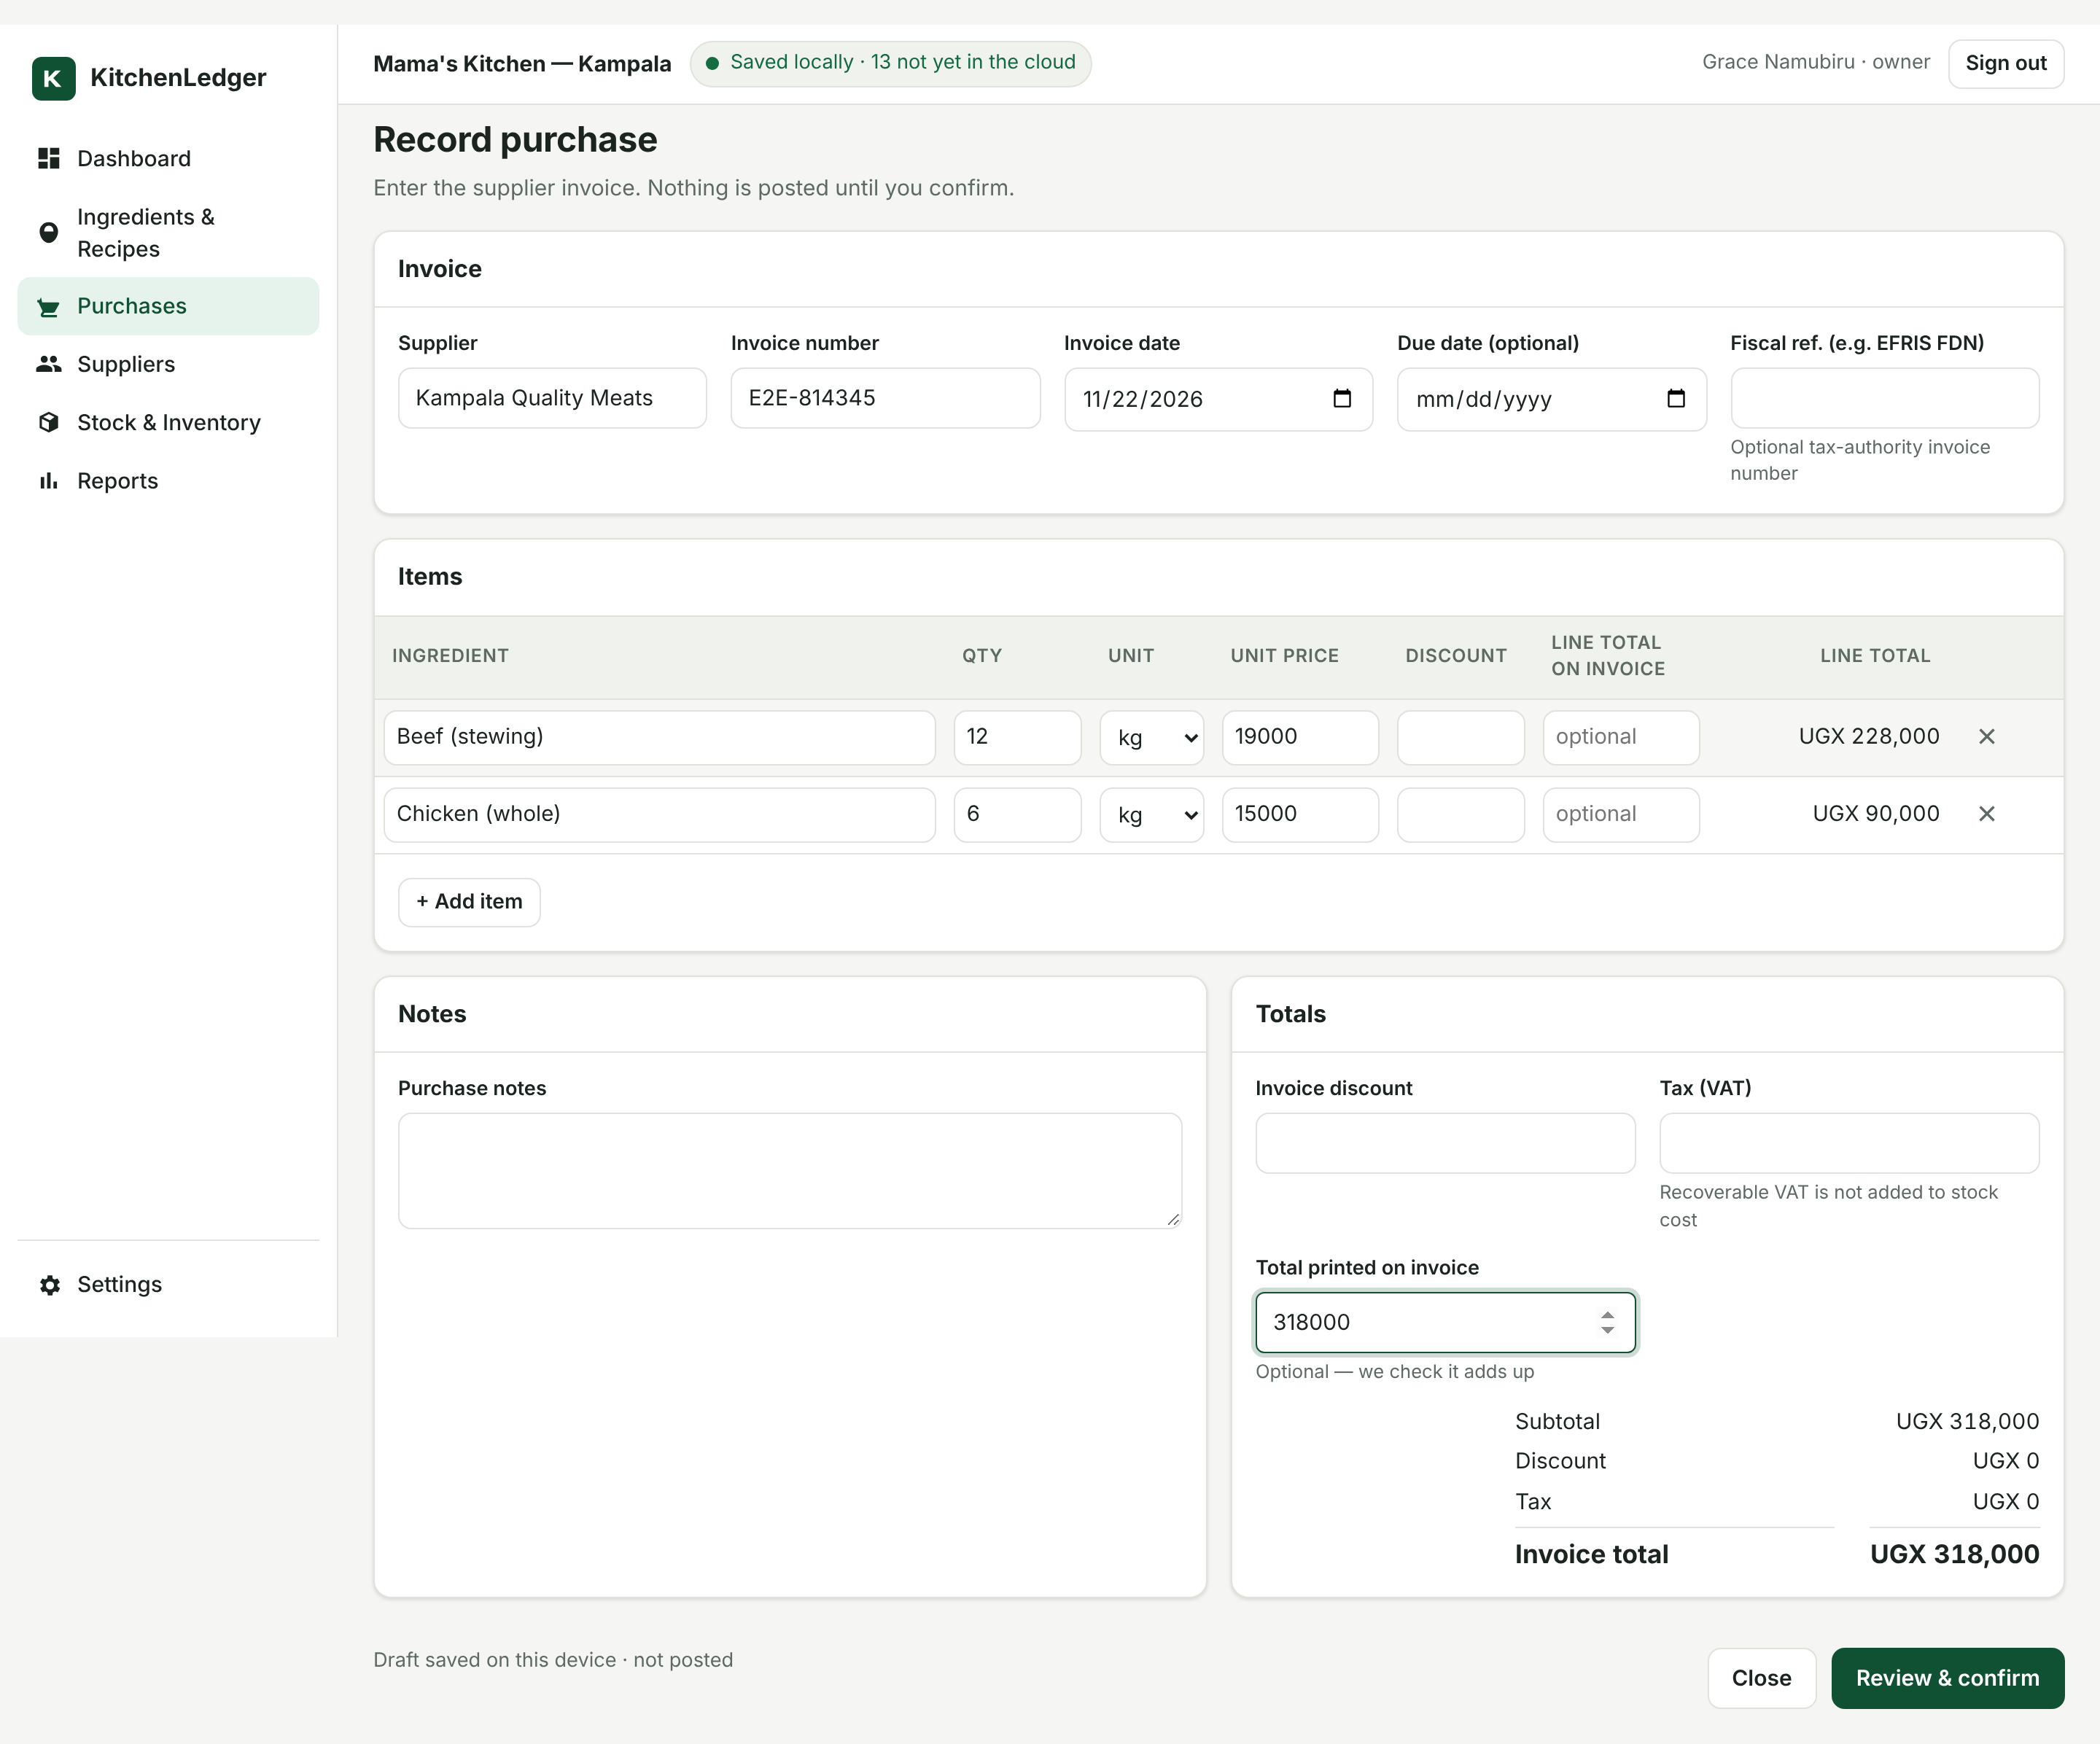 K KitchenLedger
Dashboard
Ingredients &
Recipes
Purchases
Suppliers
Stock & Inventory
Reports
Settings
Mama's Kitchen — Kampala
Saved locally · 13 not yet in the cloud
Grace Namubiru · owner
Sign out
Record purchase
Enter the supplier invoice. Nothing is posted until you confirm.
Invoice
Supplier
Kampala Quality Meats
Invoice number
E2E-814345
Invoice date
11/22/2026
Due date (optional)
mm/dd/yyyy
Fiscal ref. (e.g. EFRIS FDN)
Optional tax-authority invoice
number
Items
INGREDIENT QTY UNIT UNIT PRICE DISCOUNT LINE TOTAL
ON INVOICE LINE TOTAL
Beef (stewing) 12 kg 19000 optional UGX 228,000 ×
Chicken (whole) 6 kg 15000 optional UGX 90,000 ×
+ Add item
Notes
Purchase notes
Totals
Invoice discount
Tax (VAT)
Recoverable VAT is not added to stock
cost
Total printed on invoice
318000
Optional — we check it adds up
Subtotal UGX 318,000
Discount UGX 0
Tax UGX 0
Invoice total UGX 318,000
Draft saved on this device · not posted
Close
Review & confirm